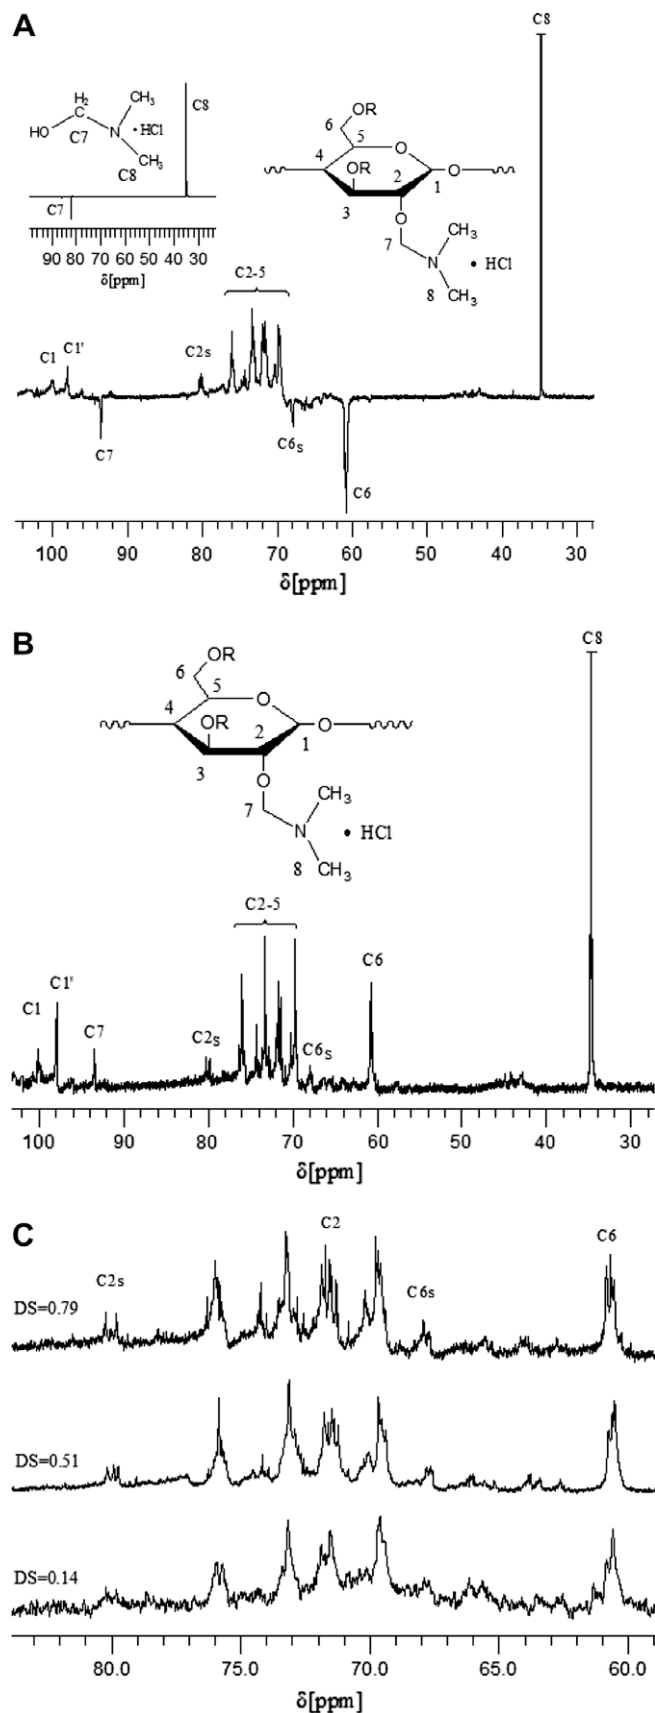 A
C8
H₂
C
CH₃
HO
C7
N
• HCl
CH₃
C8
C8
C7
90 80 70 60 50 40 30
δ[ppm]
OR
6
5
O
4
RO
2
O
1
3
O
7
CH₃
N
• HCl
8
CH₃
C2-5
C1 C1'
C2s
C7
C6s
C6
100 90 80 70 60 50 40 30
δ[ppm]
B
C8
OR
6
5
O
4
RO
2
O
1
3
O
7
CH₃
N
• HCl
8
CH₃
C2-5
C1
C1'
C7
C2s
C6s
C6
100 90 80 70 60 50 40 30
δ[ppm]
C
C2
C6
C2s
C6s
DS=0.79
DS=0.51
DS=0.14
80.0 75.0 70.0 65.0 60.0
δ[ppm]